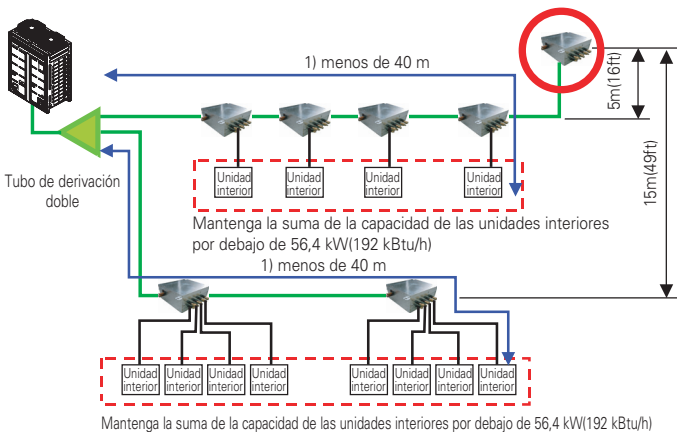 1) menos de 40 m
5m(16ft)
15m(49ft)
Tubo de derivación
doble
Unidad
interior
Unidad
interior
Unidad
interior
Unidad
interior
Mantenga la suma de la capacidad de las unidades interiores
por debajo de 56,4 kW(192 kBtu/h)
1) menos de 40 m
Unidad
interior
Unidad
interior
Unidad
interior
Unidad
interior
Unidad
interior
Unidad
interior
Unidad
interior
Unidad
interior
Mantenga la suma de la capacidad de las unidades interiores por debajo de 56,4 kW(192 kBtu/h)